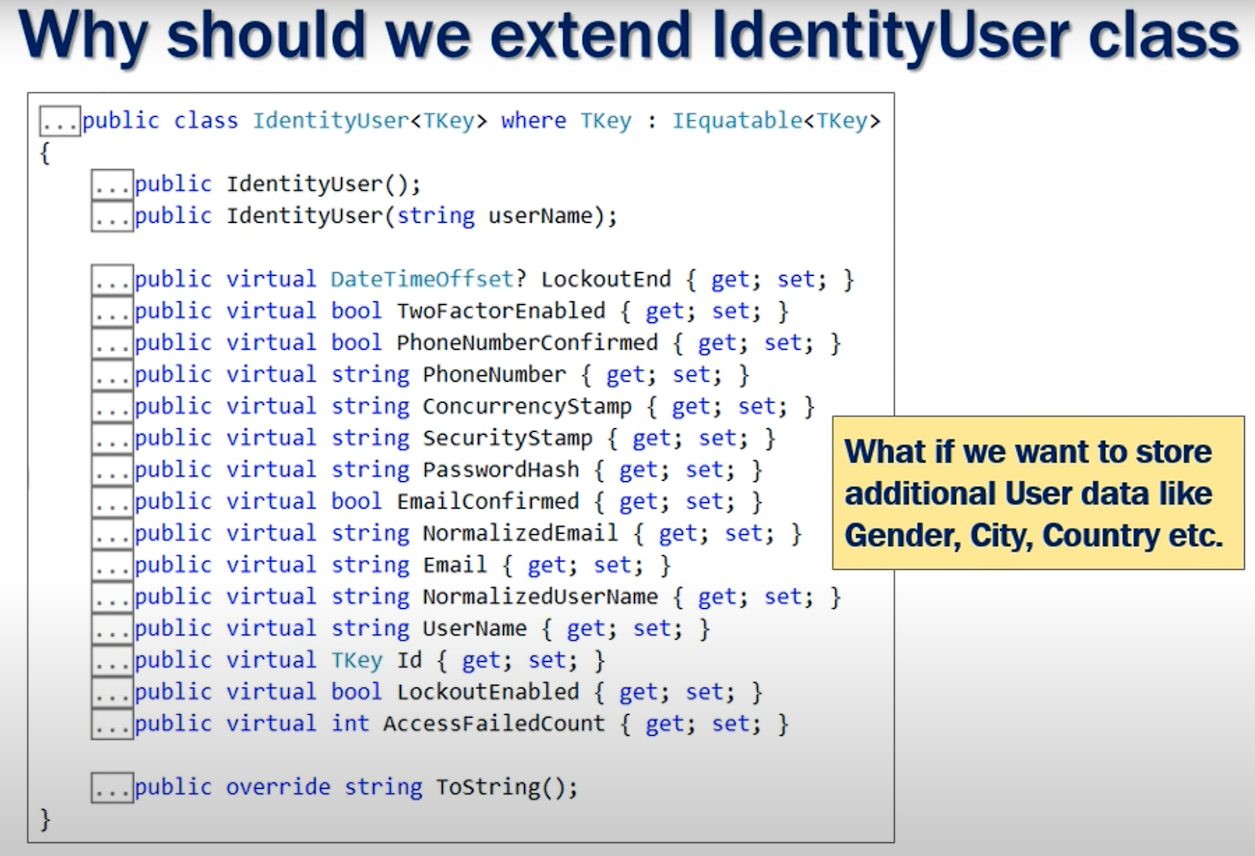 Why should we extend IdentityUser class
...public class IdentityUser<TKey> where TKey : IEquatable<TKey>
{
...public IdentityUser();
...public IdentityUser(string userName);
...public virtual DateTimeOffset? LockoutEnd { get; set; }
...public virtual bool TwoFactorEnabled { get; set; }
...public virtual bool PhoneNumberConfirmed { get; set; }
...public virtual string PhoneNumber { get; set; }
...public virtual string ConcurrencyStamp { get; set; }
...public virtual string SecurityStamp { get; set; }
...public virtual string PasswordHash { get; set; }
...public virtual bool EmailConfirmed { get; set; }
...public virtual string NormalizedEmail { get; set; }
...public virtual string Email { get; set; }
...public virtual string NormalizedUserName { get; set; }
...public virtual string UserName { get; set; }
...public virtual TKey Id { get; set; }
...public virtual bool LockoutEnabled { get; set; }
...public virtual int AccessFailedCount { get; set; }
...public override string ToString();
}
What if we want to store
additional User data like
Gender, City, Country etc.